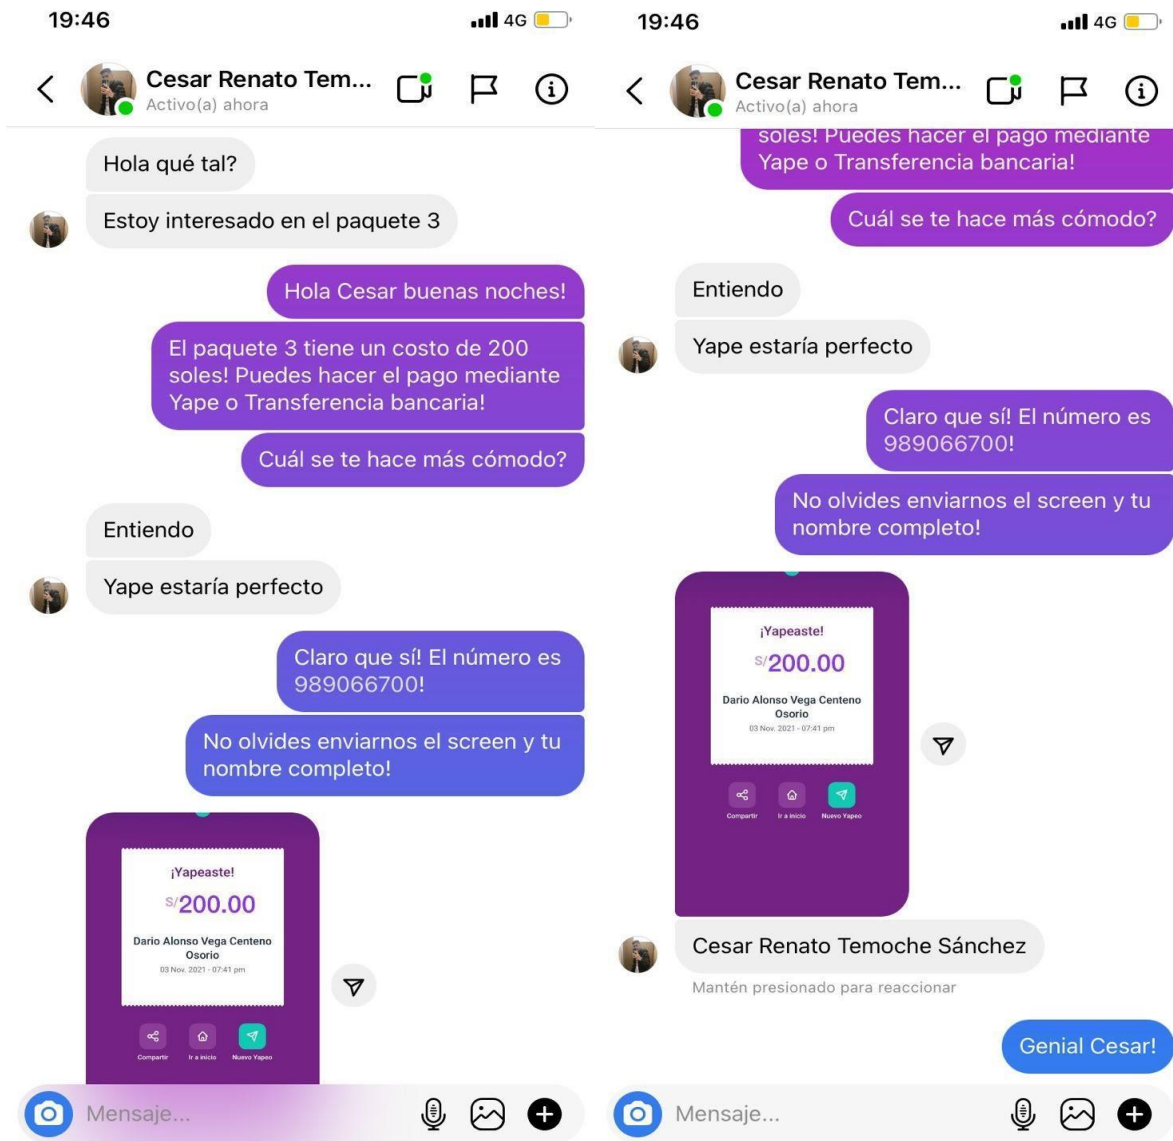 19:46
4G
Cesar Renato Tem...
Activo(a) ahora
Hola qué tal?
Estoy interesado en el paquete 3
Hola Cesar buenas noches!
El paquete 3 tiene un costo de 200
soles! Puedes hacer el pago mediante
Yape o Transferencia bancaria!
Cuál se te hace más cómodo?
Entiendo
Yape estaría perfecto
Claro que sí! El número es
989066700!
No olvides enviarnos el screen y tu
nombre completo!
¡Yapeaste!
S/200.00
Dario Alonso Vega Centeno
Osorio
03 Nov. 2021 - 07:41 pm
Compartir
Ir a inicio
Nuevo Yapeo
Mensaje...
19:46
4G
Cesar Renato Tem...
Activo(a) ahora
soles! Puedes hacer el pago mediante
Yape o Transferencia bancaria!
Cuál se te hace más cómodo?
Entiendo
Yape estaría perfecto
Claro que sí! El número es
989066700!
No olvides enviarnos el screen y tu
nombre completo!
¡Yapeaste!
S/200.00
Dario Alonso Vega Centeno
Osorio
03 Nov. 2021 - 07:41 pm
Compartir
Ir a inicio
Nuevo Yapeo
Cesar Renato Temoche Sánchez
Mantén presionado para reaccionar
Genial Cesar!
Mensaje...